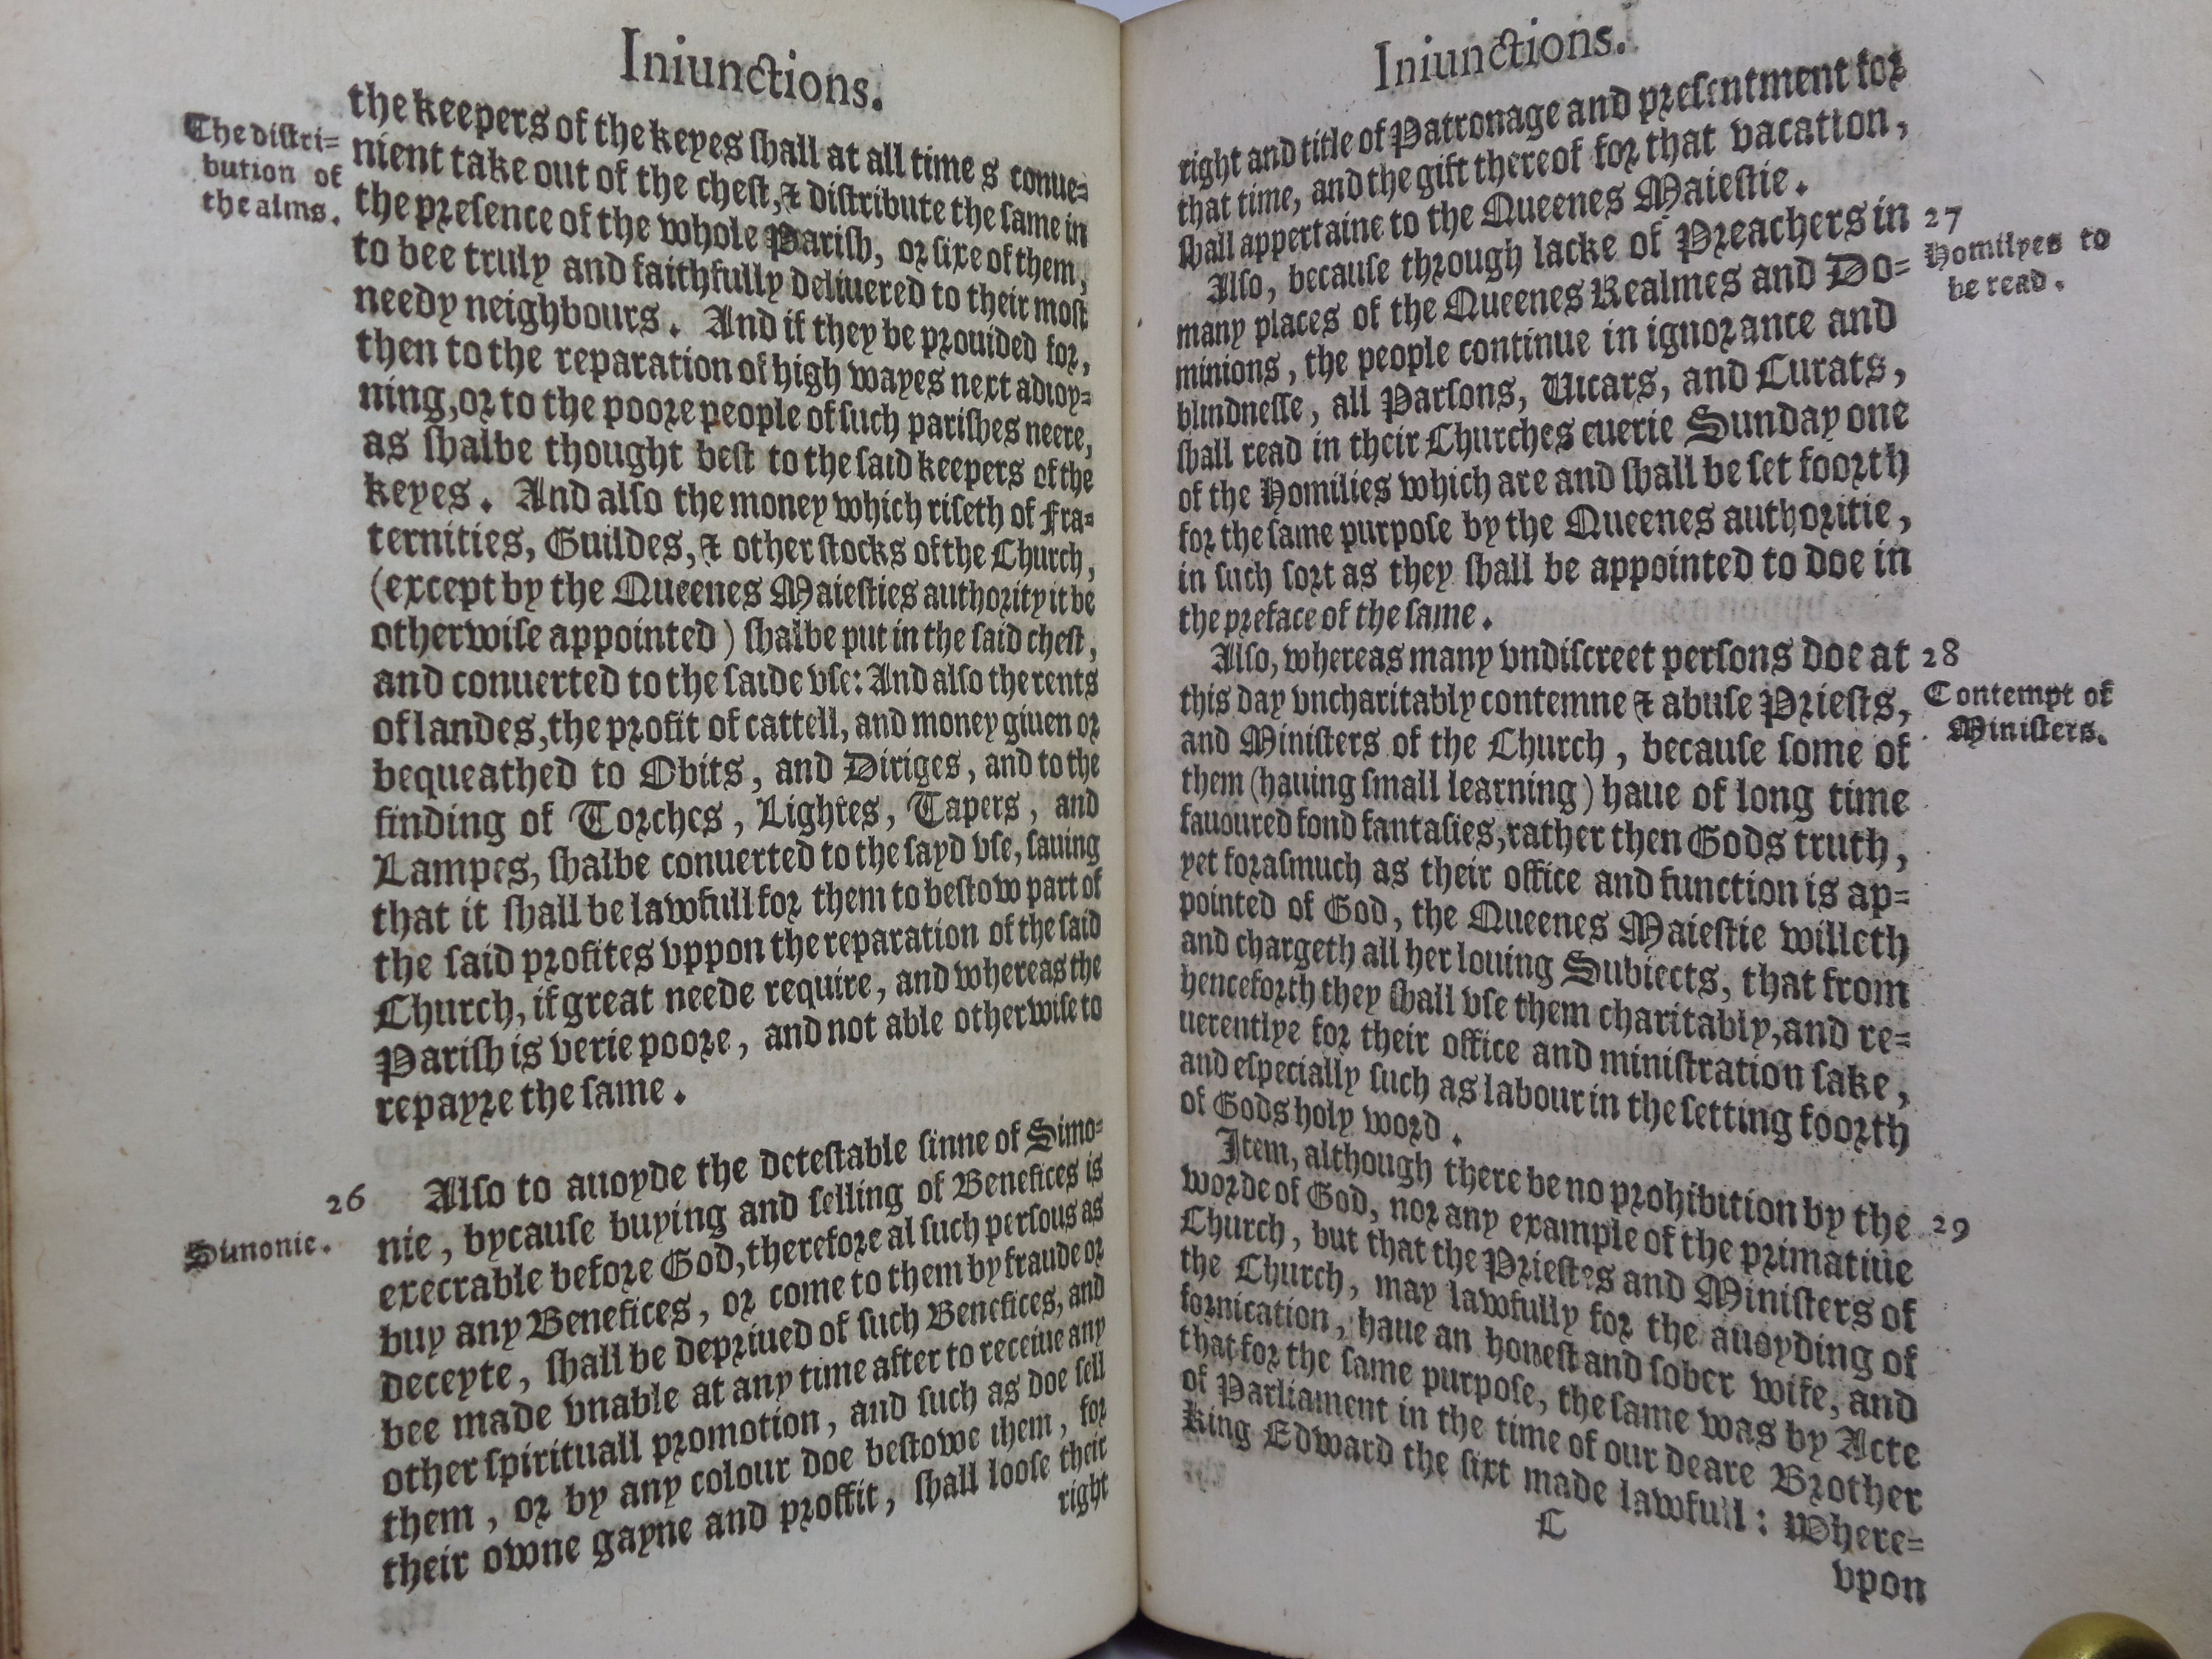 Iniunctions.
The distri=
bution of
the alms.
the keepers of the keyes ſhall at all time s conue=
nient take out of the cheſt, & diſtribute the ſame in
the preſence of the whole Pariſh, or ſixe of them,
to bee truly and faithfully deliuered to their moſt
needy neighbours. And if they be prouided for,
then to the reparation of high wayes next adioy=
ning, or to the poore people of ſuch pariſhes neere,
as ſhalbe thought beſt to the ſaid keepers of the
keyes. And alſo the money which riſeth of Fra=
ternities, Guildes, & other ſtocks of the Church,
(except by the Queenes Maieſties authority it be
otherwiſe appointed) ſhalbe put in the ſaid cheſt,
and conuerted to the ſaide vſe: And alſo the rents
of landes, the profit of cattell, and money giuen or
bequeathed to Obits, and Diriges, and to the
finding of Torches, Lightes, Tapers, and
Lampes, ſhalbe conuerted to the ſayd vſe, ſauing
that it ſhall be lawfull for them to beſtow part of
the ſaid profites vppon the reparation of the ſaid
Church, if great neede require, and whereas the
Pariſh is verie poore, and not able otherwiſe to
repayre the ſame.
26
Simonie.
Alſo to auoyde the deteſtable ſinne of Simo=
nie, bycauſe buying and ſelling of Benefices is
execrable before God, therefore al ſuch perſous as
buy any Benefices, or come to them by fraude or
deceyte, ſhall be depriued of ſuch Benefices, and
bee made vnable at any time after to receiue any
other ſpirituall promotion, and ſuch as doe ſell
them, or by any colour doe beſtowe them, for
their owne gayne and proffit, ſhall looſe their
right
Iniunctions.
right and title of Patronage and preſentment for
that time, and the gift thereof for that vacation,
ſhall appertaine to the Queenes Maieſtie.
Alſo, becauſe through lacke of Preachers in
many places of the Queenes Realmes and Do=
minions, the people continue in ignorance and
blindneſſe, all Parſons, Uicars, and Curats,
ſhall read in their Churches euerie Sunday one
of the Homilies which are and ſhall be ſet foorth
for the ſame purpoſe by the Queenes authoritie,
in ſuch ſort as they ſhall be appointed to doe in
the preface of the ſame.
27
Homilyes to
be read.
Alſo, whereas many vndiſcreet perſons doe at
this day vncharitably contemne & abuſe Prieſts,
and Miniſters of the Church, becauſe ſome of
them (hauing ſmall learning) haue of long time
fauoured fond fantaſies, rather then Gods truth,
yet foraſmuch as their office and function is ap=
pointed of God, the Queenes Maieſtie willeth
and chargeth all her louing Subiects, that from
henceforth they ſhall vſe them charitably, and re=
uerentlye for their office and miniſtration ſake,
and eſpecially ſuch as labour in the ſetting foorth
of Gods holy word.
28
Contempt of
Miniſters.
Item, although there be no prohibition by the
worde of God, nor any example of the primatiue
Church, but that the Prieſtes and Miniſters of
the Church, may lawfully for the auoyding of
fornication, haue an honeſt and ſober wife, and
that for the ſame purpoſe, the ſame was by Acte
of Parliament in the time of our deare Brother
King Edward the ſixt made lawfull: Where=
29
C
vpon